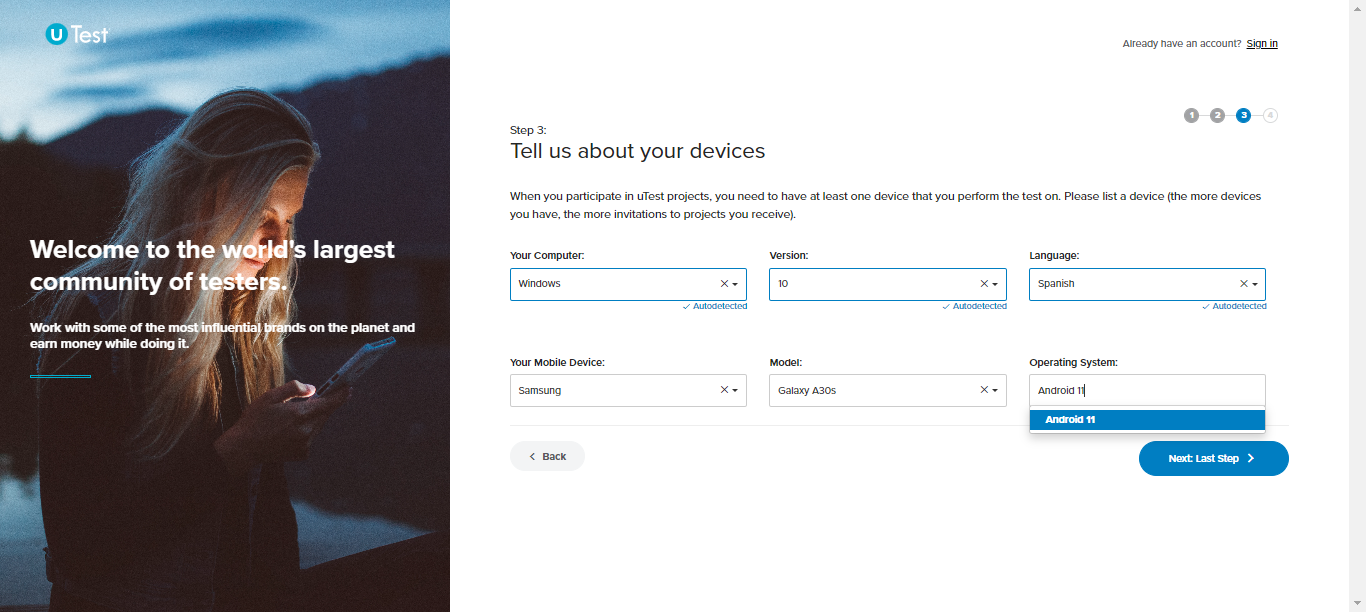 uTest
Already have an account? Sign in
1 2 3 4
Step 3:
Tell us about your devices
When you participate in uTest projects, you need to have at least one device that you perform the test on. Please list a device (the more devices
you have, the more invitations to projects you receive).
Welcome to the world's largest
community of testers.
Work with some of the most influential brands on the planet and
earn money while doing it.
Your Computer: Version: Language:
Windows 10 Spanish
Autodetected Autodetected Autodetected
Your Mobile Device: Model: Operating System:
Samsung Galaxy A30s Android 11
Android 11
Back Next: Last Step